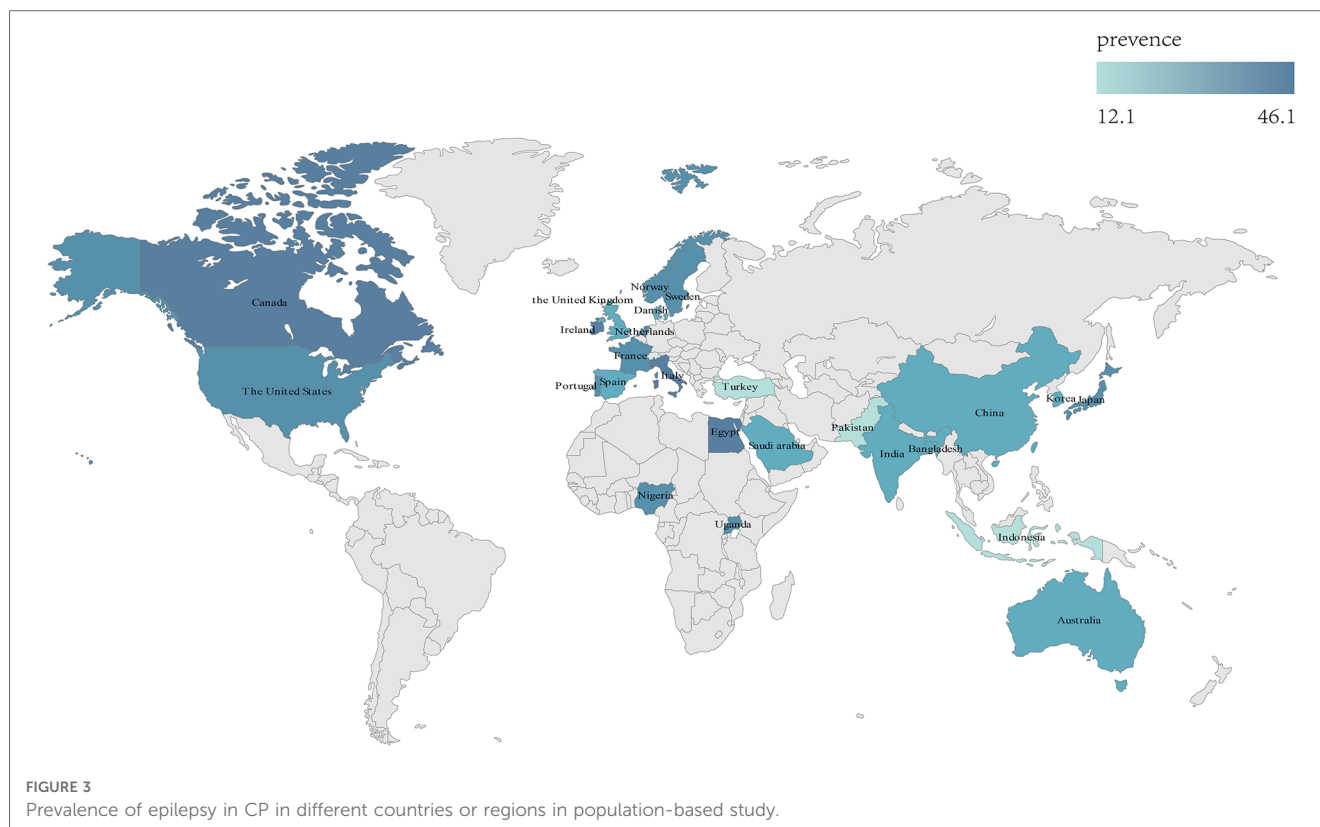 prevence
12.1 46.1
Canada
Norway
Sweden
the United Kingdom
Danish
Ireland
Netherlands
France
Italy
The United States
Portugal
Spain
Turkey
Korea
Japan
China
Pakistan
Egypt
Saudi arabia
India
Bangladesh
Nigeria
Uganda
Indonesia
Australia
FIGURE 3
Prevalence of epilepsy in CP in different countries or regions in population-based study.